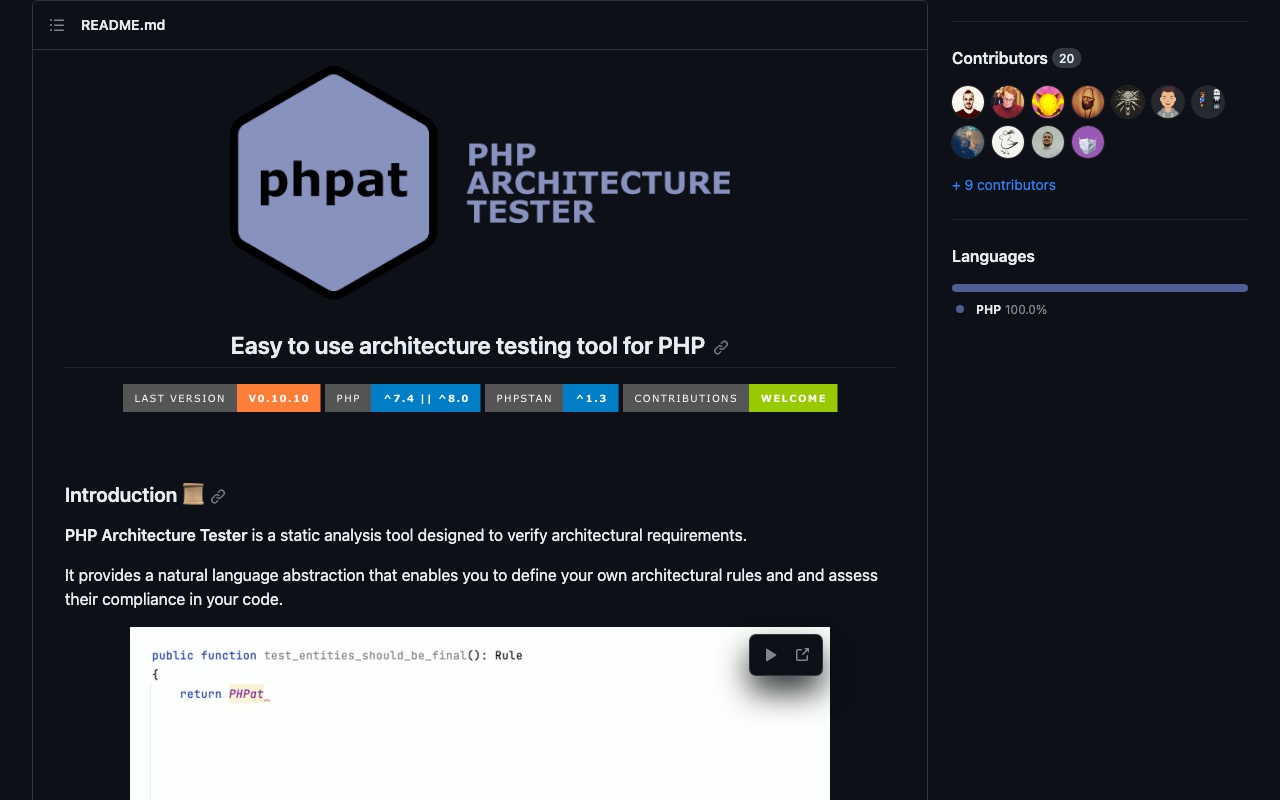 README.md
phpat
PHP
ARCHITECTURE
TESTER
Easy to use architecture testing tool for PHP
LAST VERSION V0.10.10 PHP ^7.4 || ^8.0 PHPSTAN ^1.3 CONTRIBUTIONS WELCOME
Introduction
PHP Architecture Tester is a static analysis tool designed to verify architectural requirements.
It provides a natural language abstraction that enables you to define your own architectural rules and and assess
their compliance in your code.
public function test_entities_should_be_final(): Rule
{
return PHPat_
Contributors 20
+ 9 contributors
Languages
PHP 100.0%